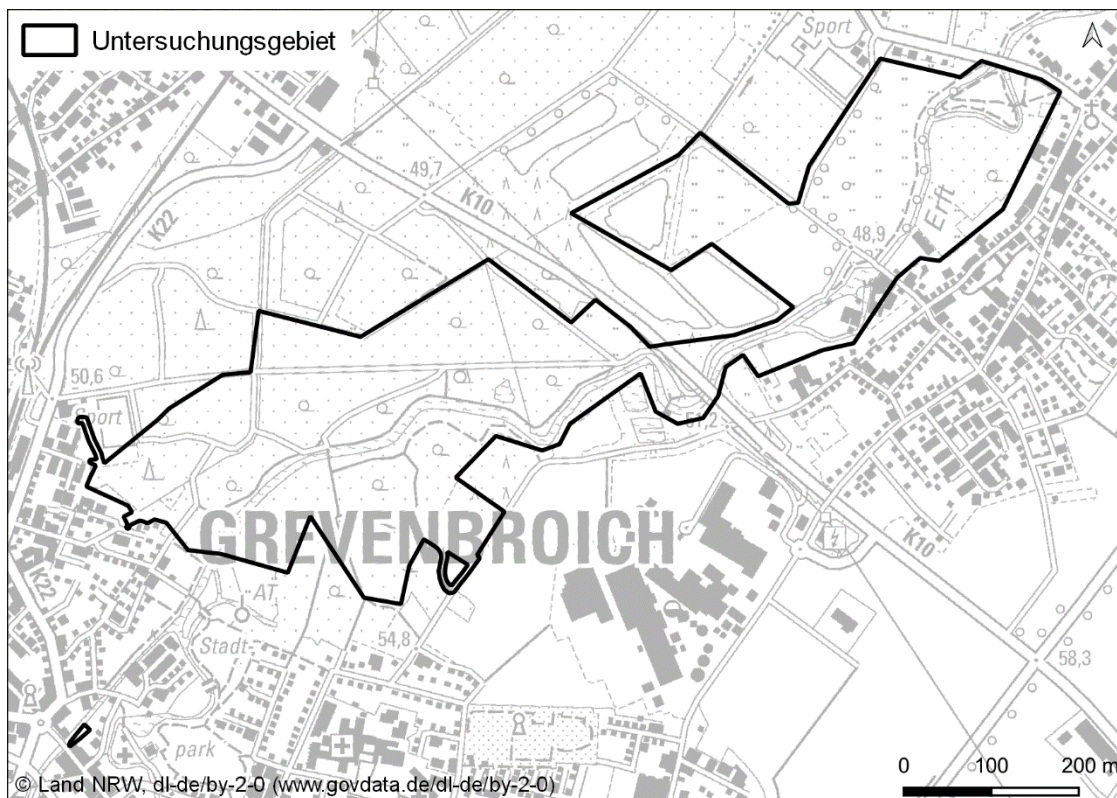 Untersuchungsgebiet
Sport
49,7
K10
K22
Erft
48,9
50,6
Sport
51,2
GREVENBROICH
K10
K22
AT
Stadt-
54,8
58,3
park
© Land NRW, dl-de/by-2-0 (www.govdata.de/dl-de/by-2-0)
0 100 200 m